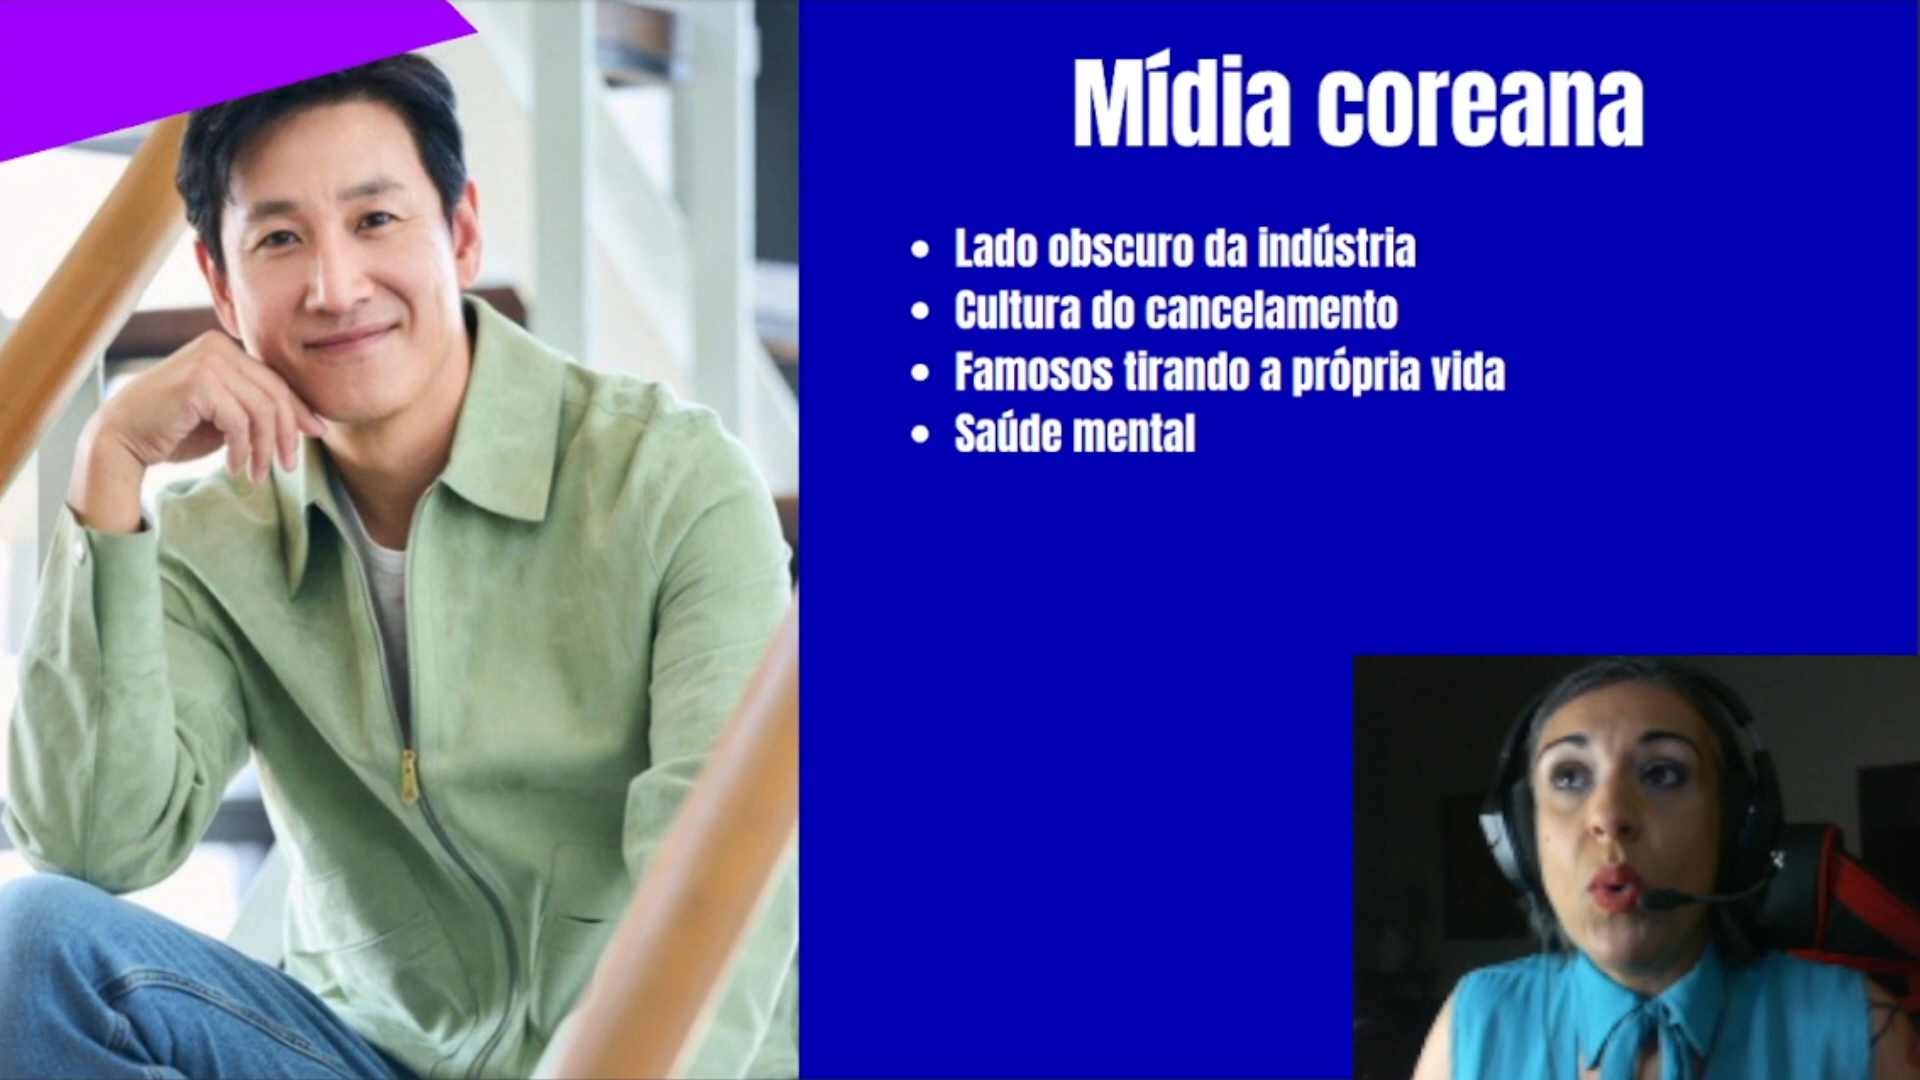 Mídia coreana
Lado obscuro da indústria
Cultura do cancelamento
Famosos tirando a própria vida
Saúde mental